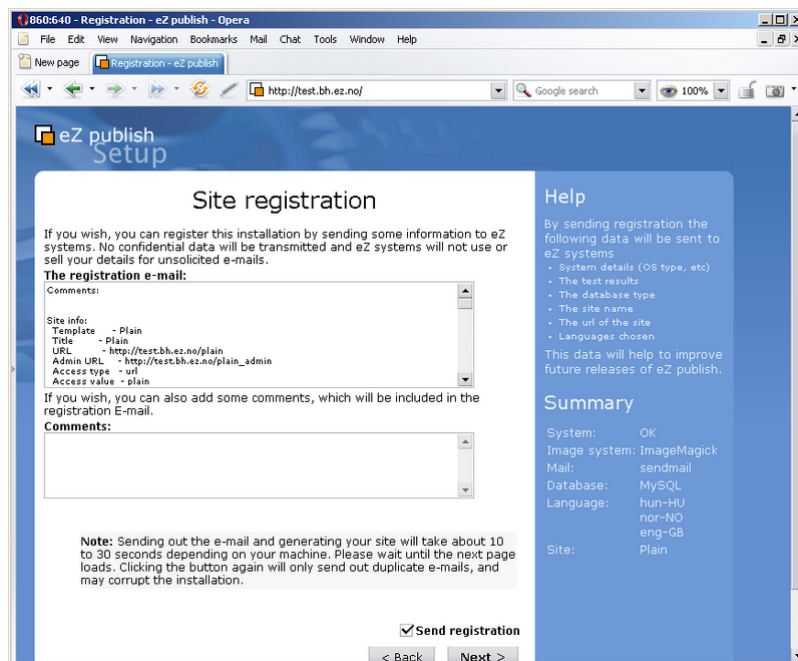 860:640 - Registration - eZ publish - Opera
File Edit View Navigation Bookmarks Mail Chat Tools Window Help
New page Registration - eZ publish
http://test.bh.ez.no/ Google search 100%
eZ publish
Setup
Site registration
If you wish, you can register this installation by sending some information to eZ
systems. No confidential data will be transmitted and eZ systems will not use or
sell your details for unsolicited e-mails.
The registration e-mail:
Comments:
Site info:
Template - Plain
Title - Plain
URL - http://test.bh.ez.no/plain
Admin URL - http://test.bh.ez.no/plain_admin
Access type - url
Access value - plain
If you wish, you can also add some comments, which will be included in the
registration E-mail.
Comments:
Note: Sending out the e-mail and generating your site will take about 10
to 30 seconds depending on your machine. Please wait until the next page
loads. Clicking the button again will only send out duplicate e-mails, and
may corrupt the installation.
Send registration
< Back Next >
Help
By sending registration the
following data will be sent to
eZ systems
• System details (OS type, etc)
• The test results
• The database type
• The site name
• The url of the site
• Languages chosen
This data will help to improve
future releases of eZ publish.
Summary
System: OK
Image system: ImageMagick
Mail: sendmail
Database: MySQL
Language: hun-HU
nor-NO
eng-GB
Site: Plain